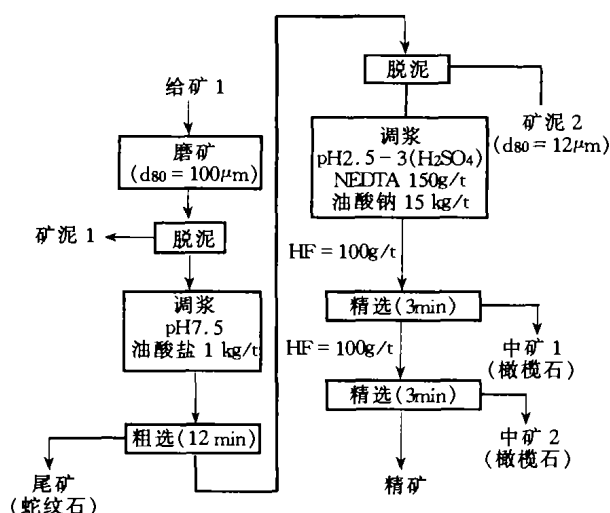 给矿 1
磨矿
(d80 = 100μm)
矿泥 1
脱泥
调浆
pH7.5
油酸盐 1 kg/t
粗选(12 min)
尾矿
(蛇纹石)
脱泥
矿泥 2
(d80 = 12μm)
调浆
pH2.5-3(H2SO4)
NEDTA 150g/t
油酸钠 15 kg/t
HF = 100g/t
精选(3min)
中矿 1
(橄榄石)
HF = 100g/t
精选(3min)
中矿 2
(橄榄石)
精矿